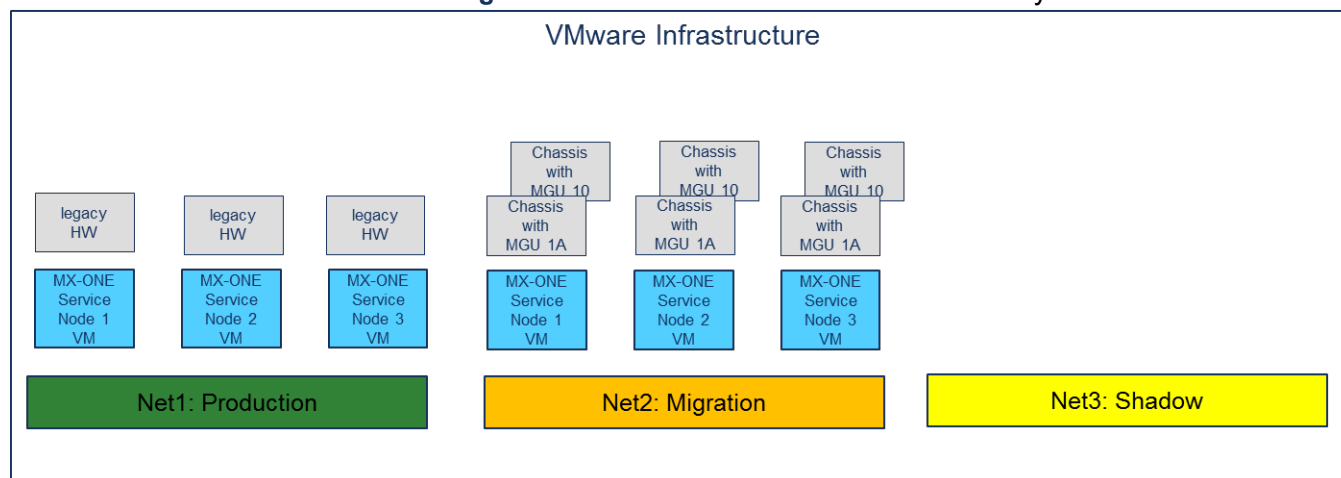 VMware Infrastructure
Chassis
with
MGU 10
Chassis
with
MGU 10
Chassis
with
MGU 10
legacy
HW
legacy
HW
legacy
HW
Chassis
with
MGU 1A
Chassis
with
MGU 1A
Chassis
with
MGU 1A
MX-ONE
Service
Node 1
VM
MX-ONE
Service
Node 2
VM
MX-ONE
Service
Node 3
VM
MX-ONE
Service
Node 1
VM
MX-ONE
Service
Node 2
VM
MX-ONE
Service
Node 3
VM
Net1: Production
Net2: Migration
Net3: Shadow